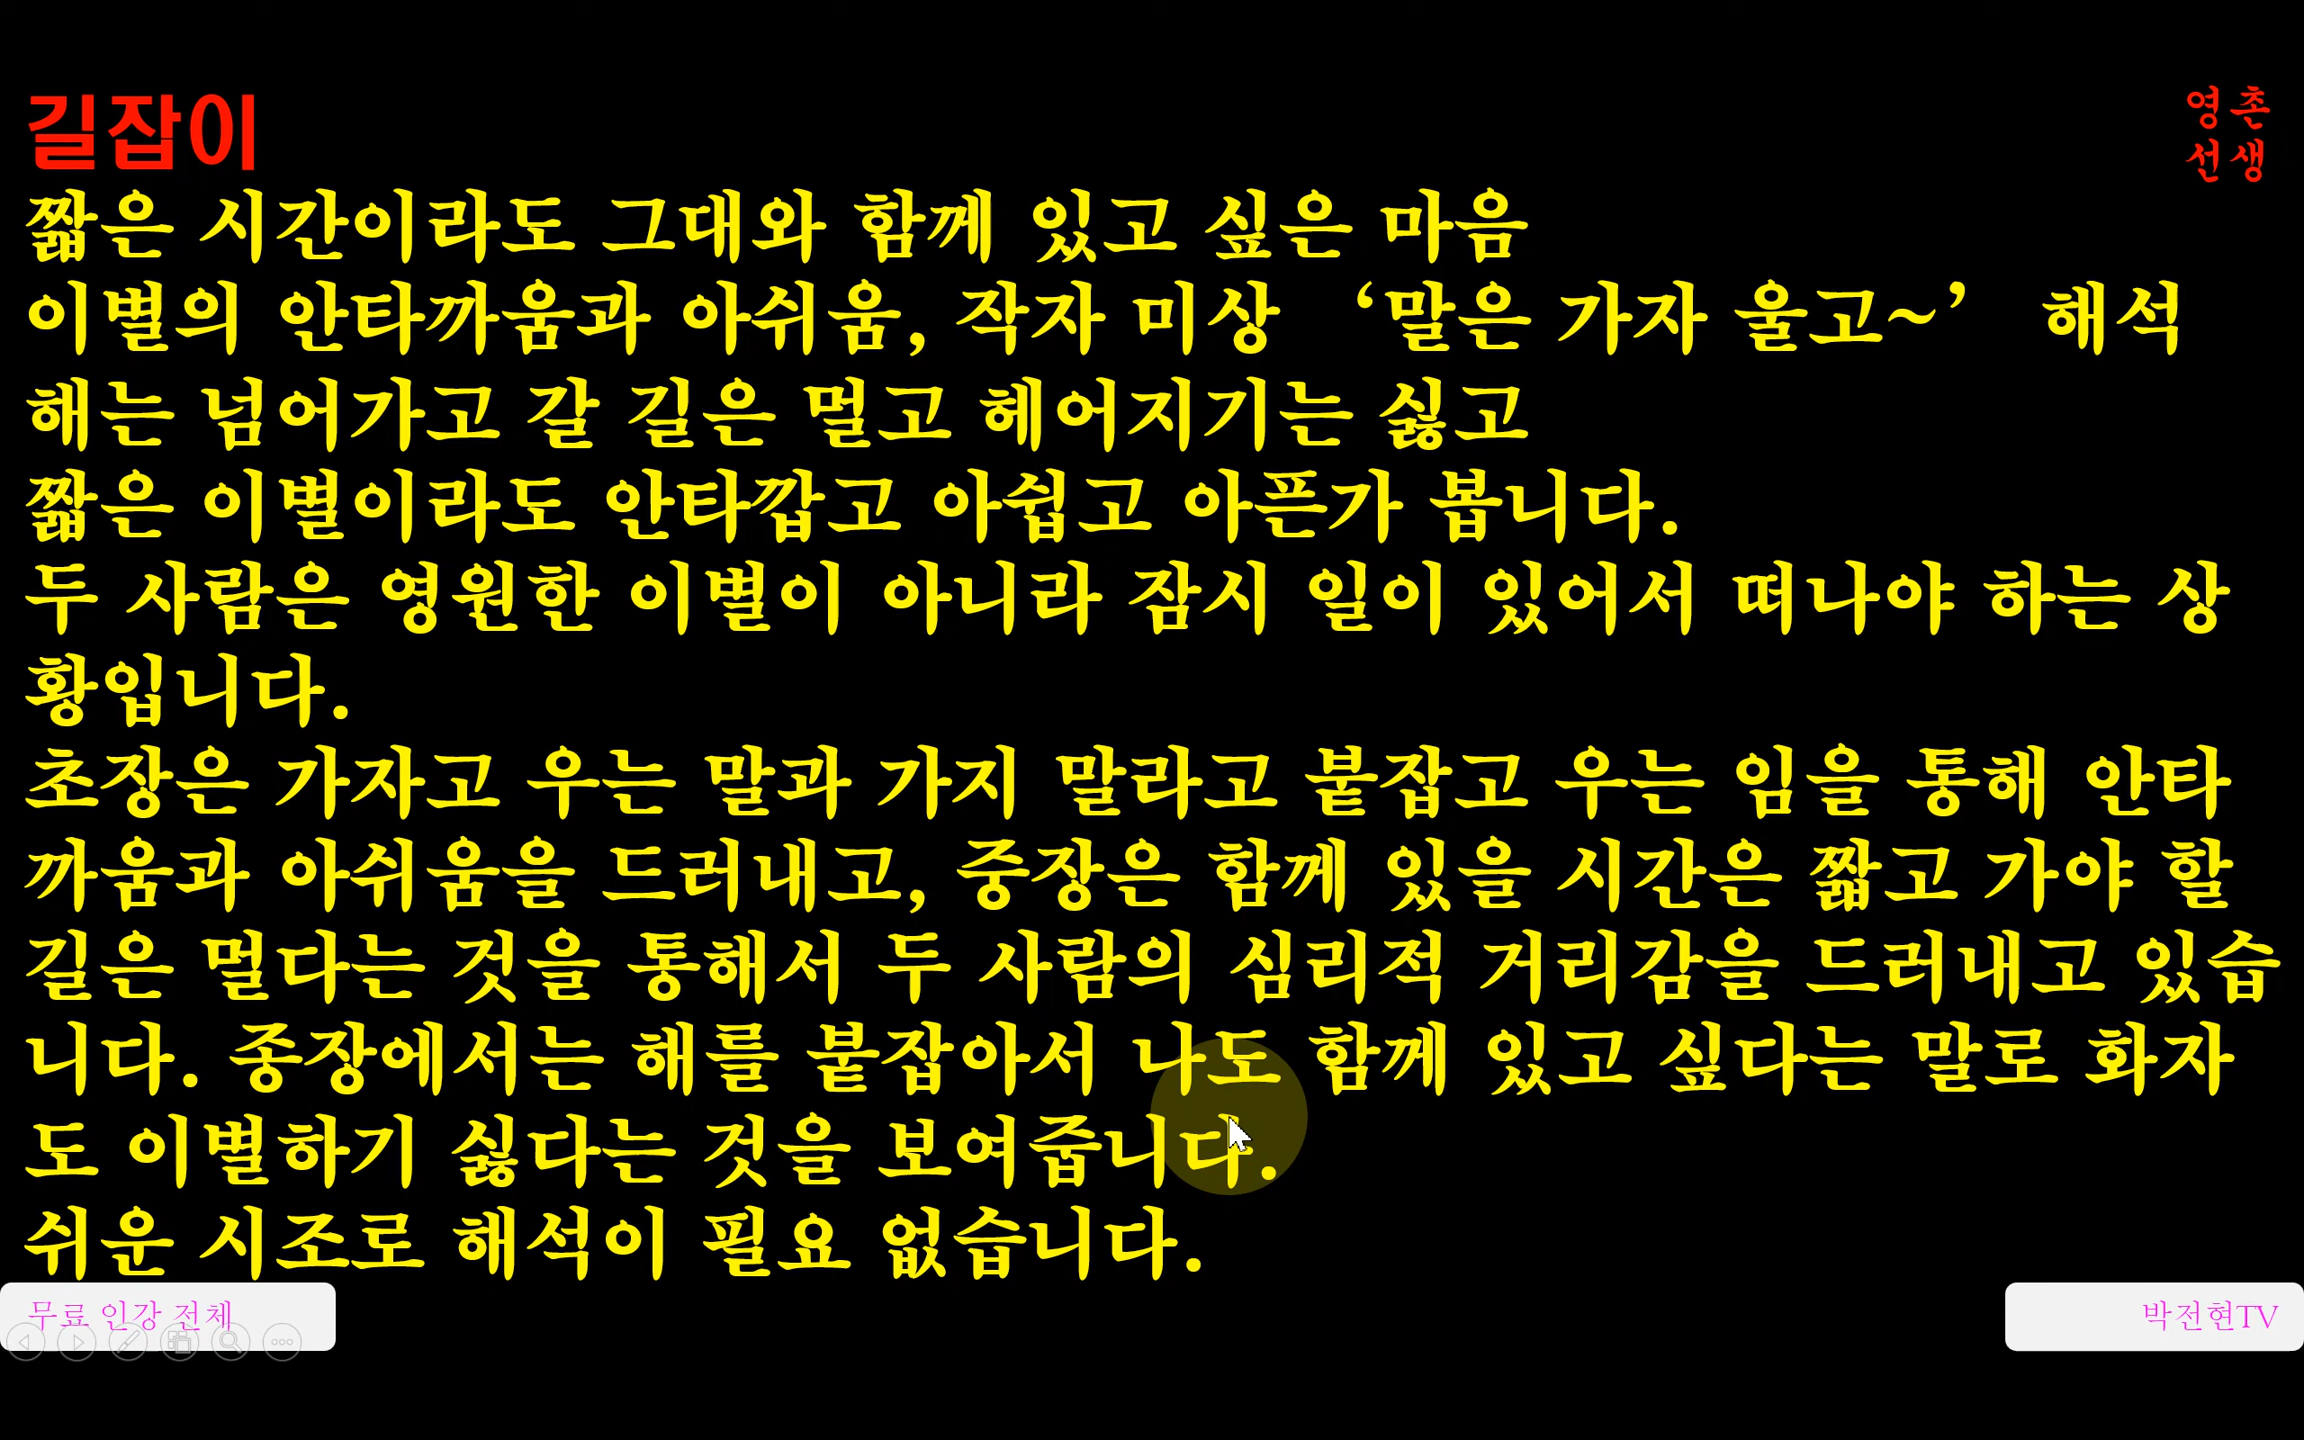 길잡이
영촌
선생
짧은 시간이라도 그대와 함께 있고 싶은 마음
이별의 안타까움과 아쉬움, 작자 미상 ‘말은 가자 울고~’ 해석
해는 넘어가고 갈 길은 멀고 헤어지기는 싫고
짧은 이별이라도 안타깝고 아쉽고 아픈가 봅니다.
두 사람은 영원한 이별이 아니라 잠시 일이 있어서 떠나야 하는 상
황입니다.
초장은 가자고 우는 말과 가지 말라고 붙잡고 우는 임을 통해 안타
까움과 아쉬움을 드러내고, 중장은 함께 있을 시간은 짧고 가야 할
길은 멀다는 것을 통해서 두 사람의 심리적 거리감을 드러내고 있습
니다. 종장에서는 해를 붙잡아서 나도 함께 있고 싶다는 말로 화자
도 이별하기 싫다는 것을 보여줍니다.
쉬운 시조로 해석이 필요 없습니다.
무료 인강 전체
박전현TV